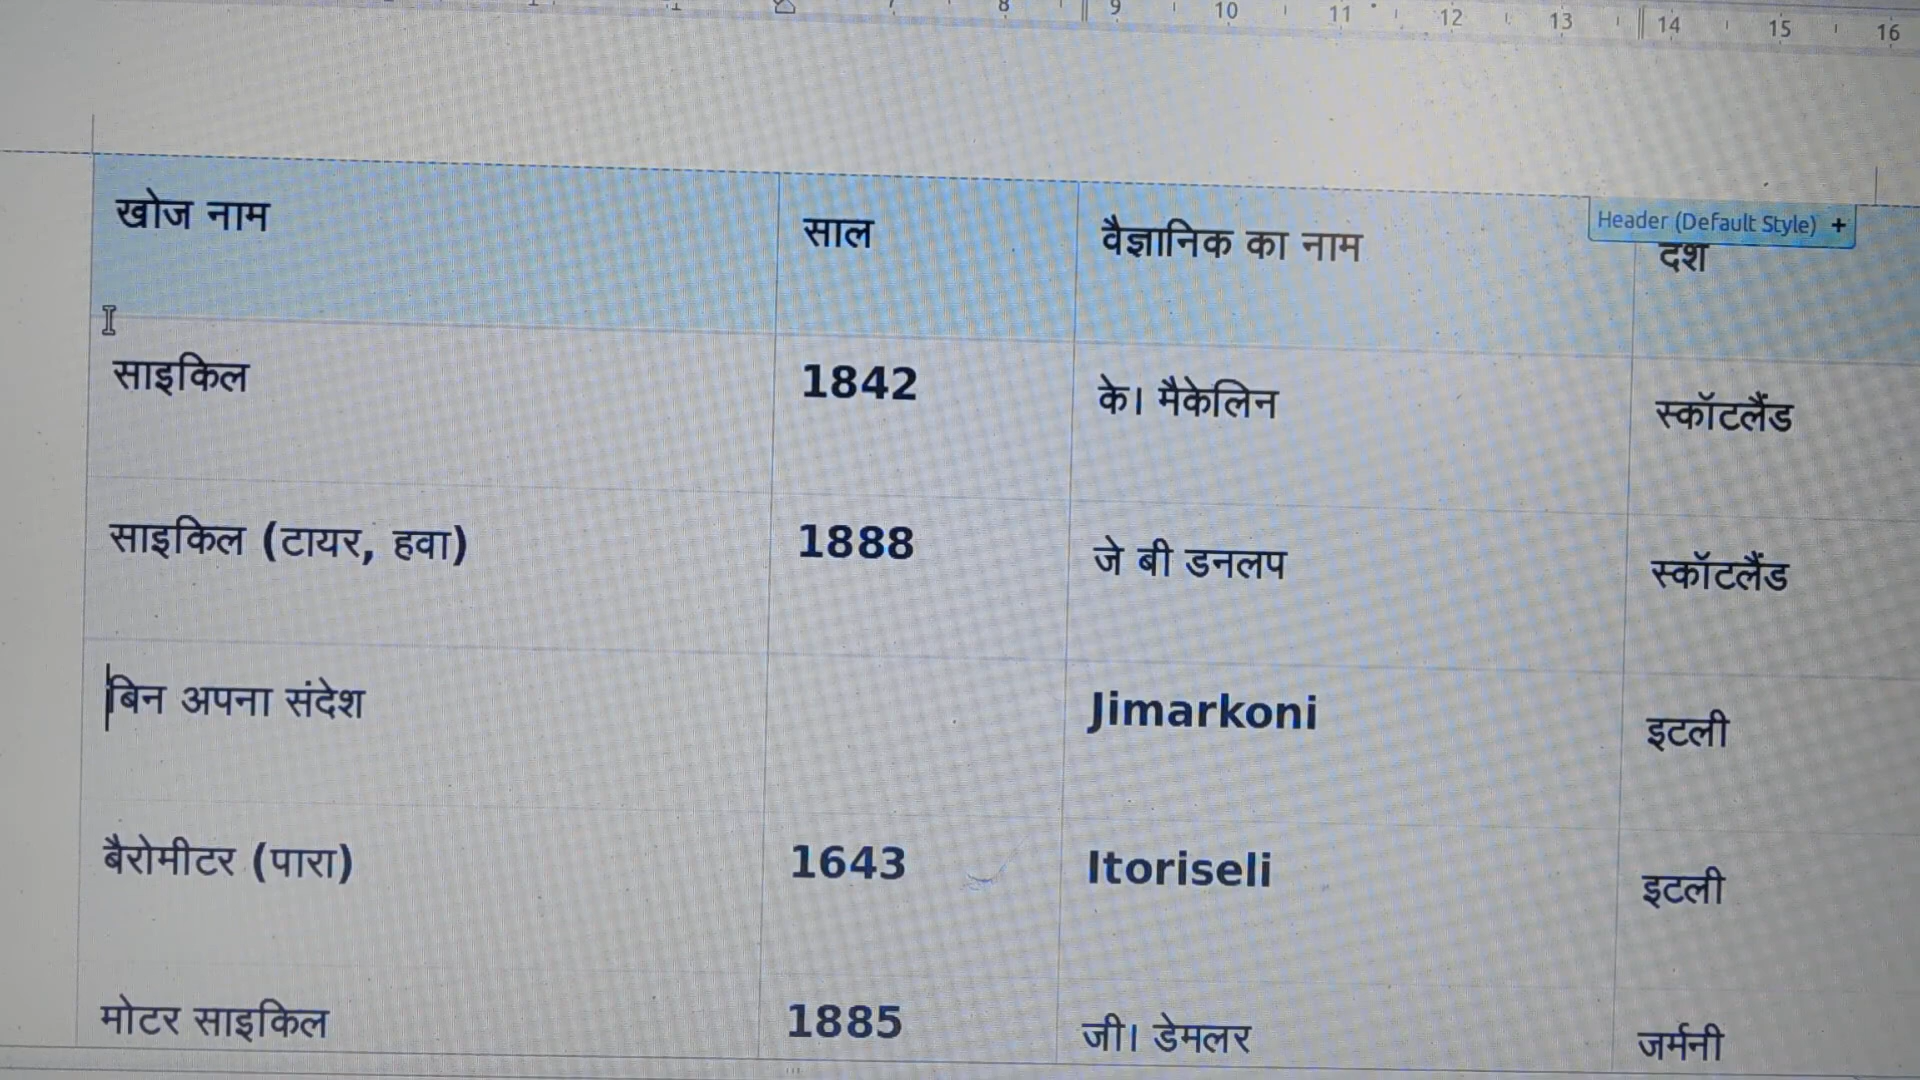 8 9 10 11 12 13 14 15 16
खोज नाम साल वैज्ञानिक का नाम देश
Header (Default Style) +
साइकिल 1842 के। मैकेलिन स्कॉटलैंड
साइकिल (टायर, हवा) 1888 जे बी डनलप स्कॉटलैंड
बिन अपना संदेश Jimarkoni इटली
बैरोमीटर (पारा) 1643 Itoriseli इटली
मोटर साइकिल 1885 जी। डेमलर जर्मनी